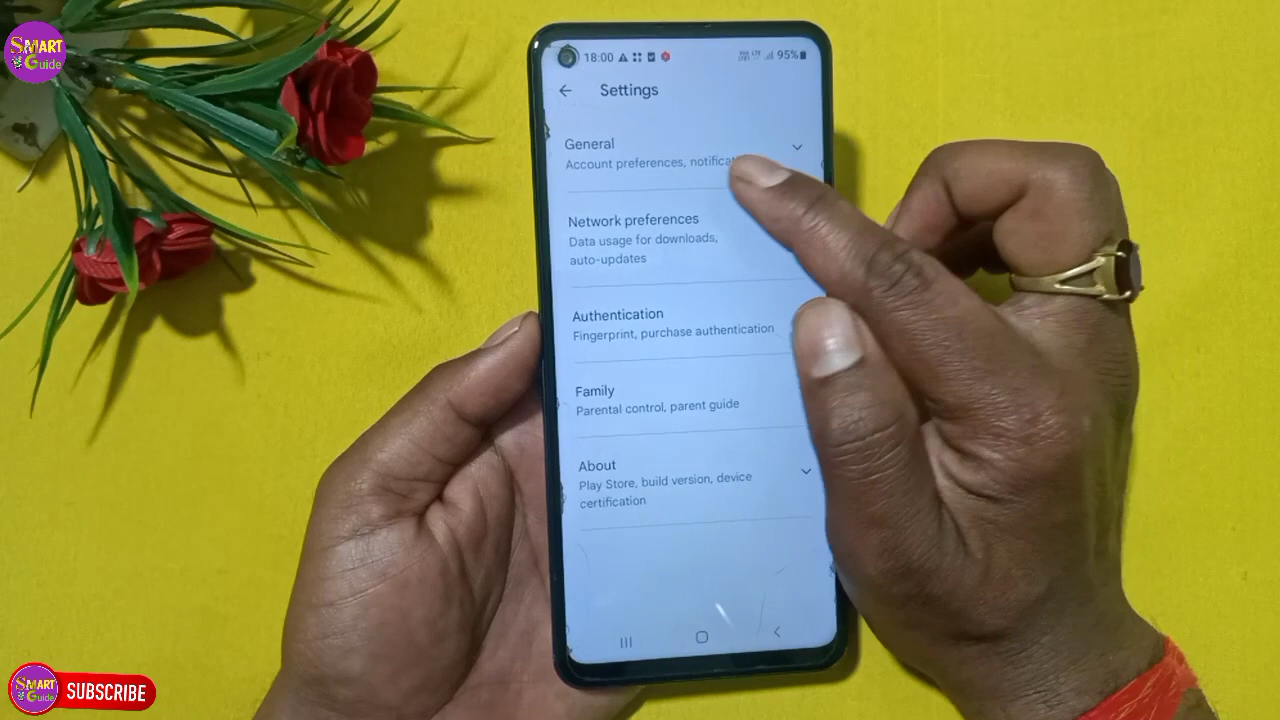 SMART
Guide
18:00
95%
Settings
General
Account preferences,
Network preferences
Data usage for downloads,
auto-updates
Authentication
Fingerprint, purchase authentication
Family
Parental control, parent guide
About
Play Store, build version, device
certification
SMART
Guide
SUBSCRIBE